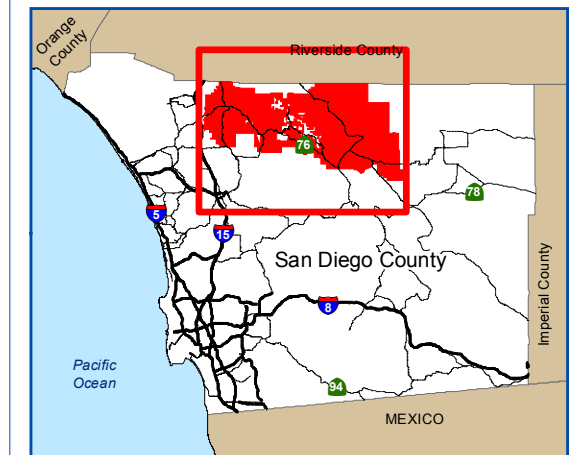 Orange
County
Riverside County
76
78
5
15
San Diego County
Imperial County
8
Pacific
Ocean
94
MEXICO